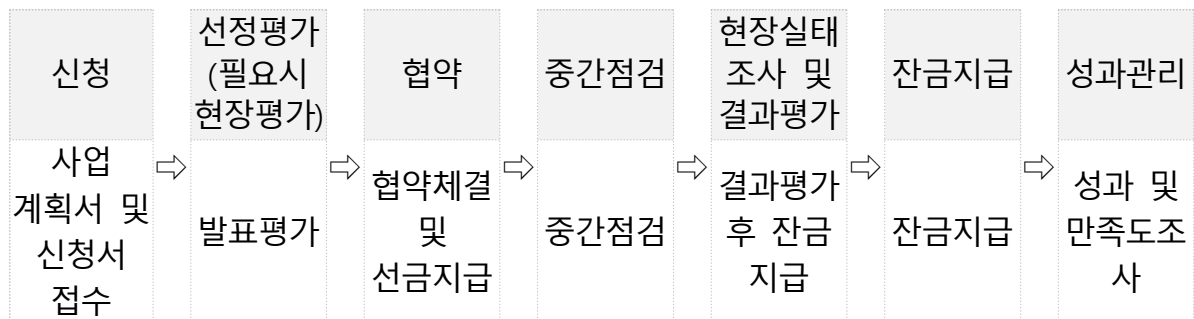 신청
선정평가
(필요시
현장평가)
협약
중간점검
현장실태
조사 및
결과평가
잔금지급
성과관리
사업
계획서 및
신청서
접수
⇨
발표평가
⇨
협약체결
및
선금지급
⇨
중간점검
⇨
결과평가
후 잔금
지급
⇨
잔금지급
⇨
성과 및
만족도조
사